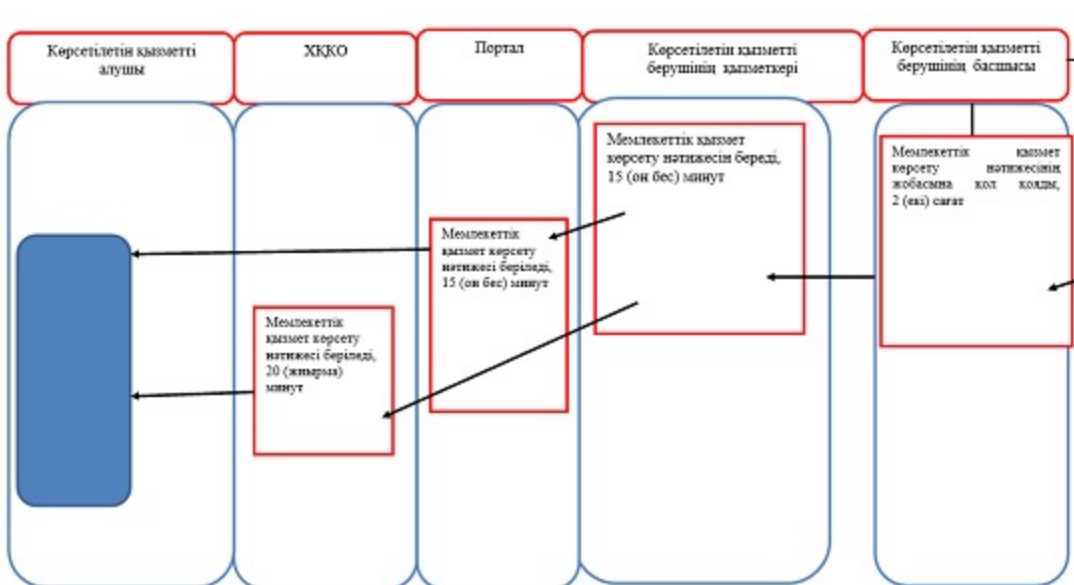 Көрсетілетін қызметті
алушы
ХҚКО
Портал
Көрсетілетін қызметті
берушінің қызметкері
Көрсетілетін қызметті
берушінің басшысы
Мемлекеттік қызмет
көрсету нәтижесін береді,
15 (он бес) минут
Мемлекеттік қызмет
көрсету нәтижесінің
жобасына қол қояды,
2 (екі) сағат
Мемлекеттік
қызмет көрсету
нәтижесі беріледі,
15 (он бес) минут
Мемлекеттік
қызмет көрсету
нәтижесі беріледі,
20 (жиырма)
минут